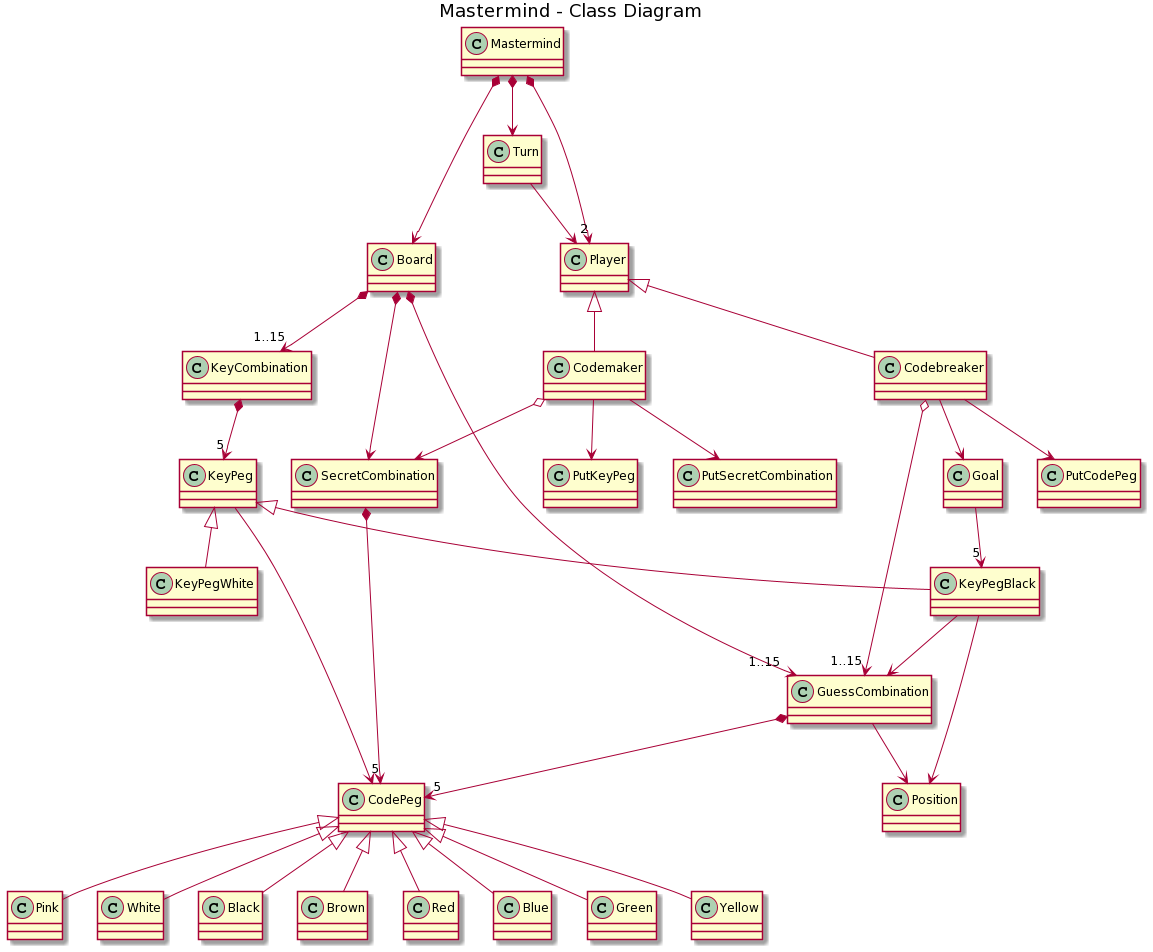 Mastermind - Class Diagram
C Mastermind
C Turn
2
C Board
C Player
1..15
C KeyCombination
C Codemaker
C Codebreaker
5
C KeyPeg
C SecretCombination
C PutKeyPeg
C PutSecretCombination
C Goal
C PutCodePeg
5
C KeyPegWhite
C KeyPegBlack
1..15
1..15
C GuessCombination
5
5
C CodePeg
C Position
C Pink
C White
C Black
C Brown
C Red
C Blue
C Green
C Yellow